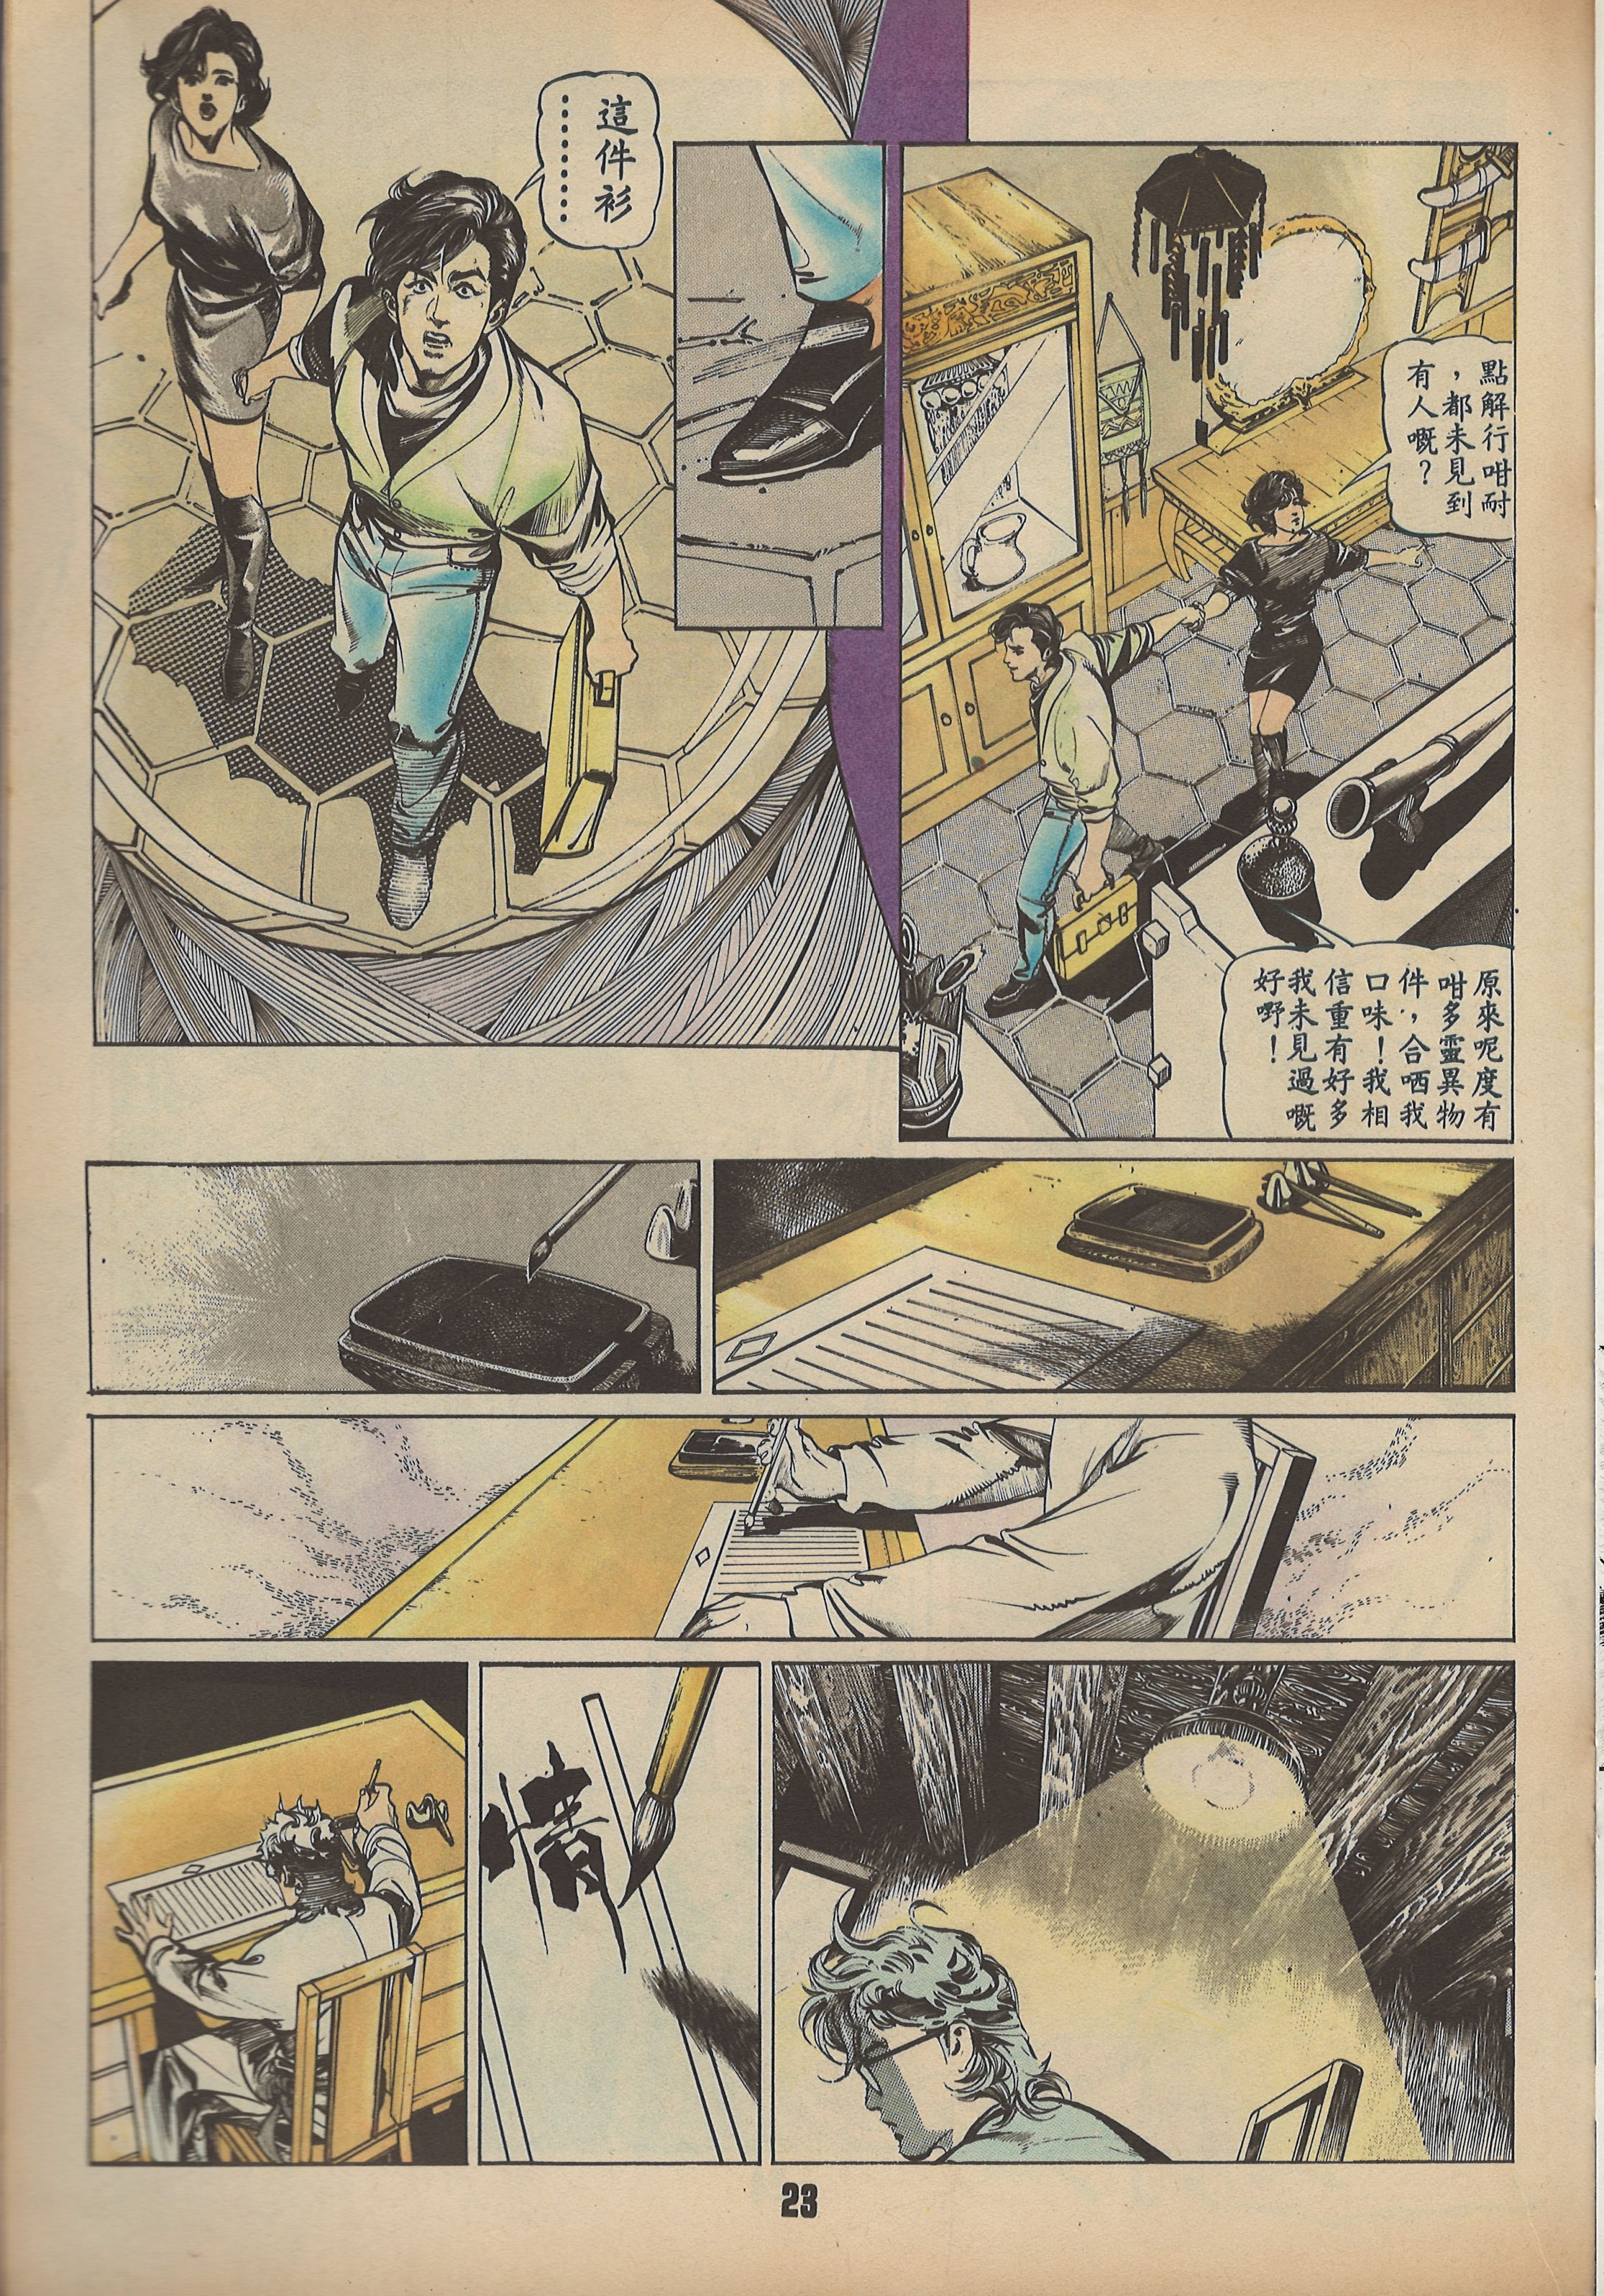 點解行咁耐
，都未見到
有人嘅？
原來呢度有
咁多靈異物
件，合哂我
口味！我相
信重有好多
我未見過嘅
好嘢！
這件衫
………
情
23